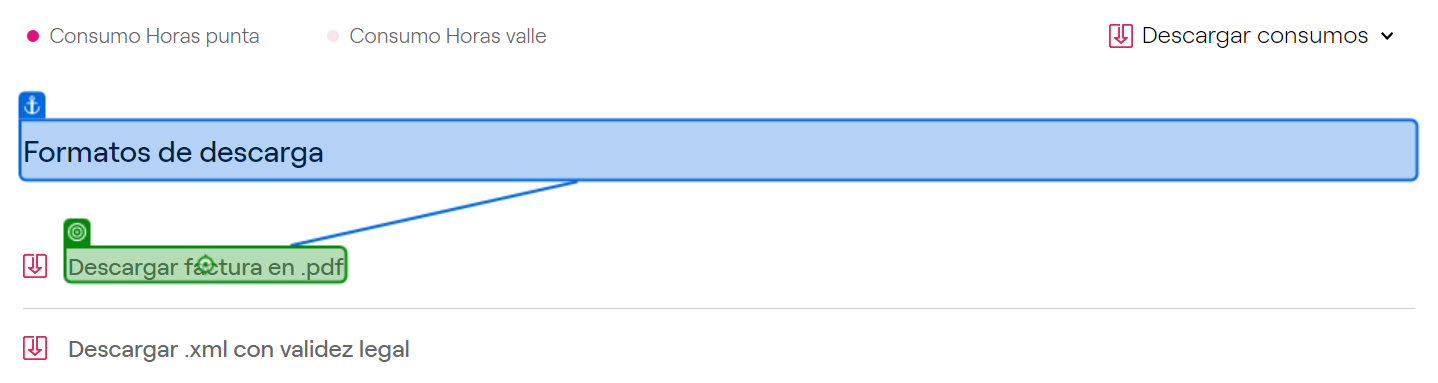 Consumo Horas punta Consumo Horas valle Descargar consumos
Formatos de descarga
Descargar factura en .pdf
Descargar .xml con validez legal